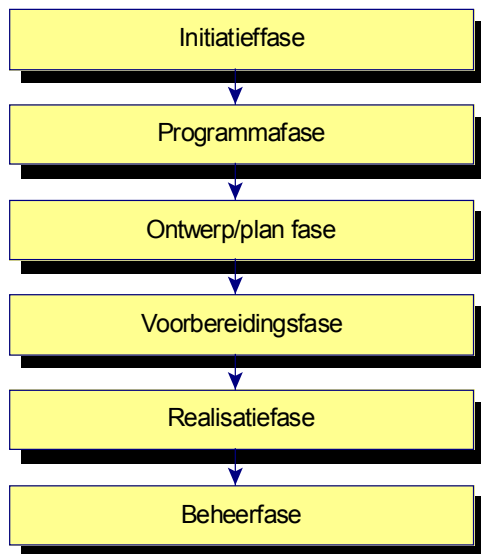 Initiatieffase
Programmafase
Ontwerp/plan fase
Voorbereidingsfase
Realisatiefase
Beheerfase